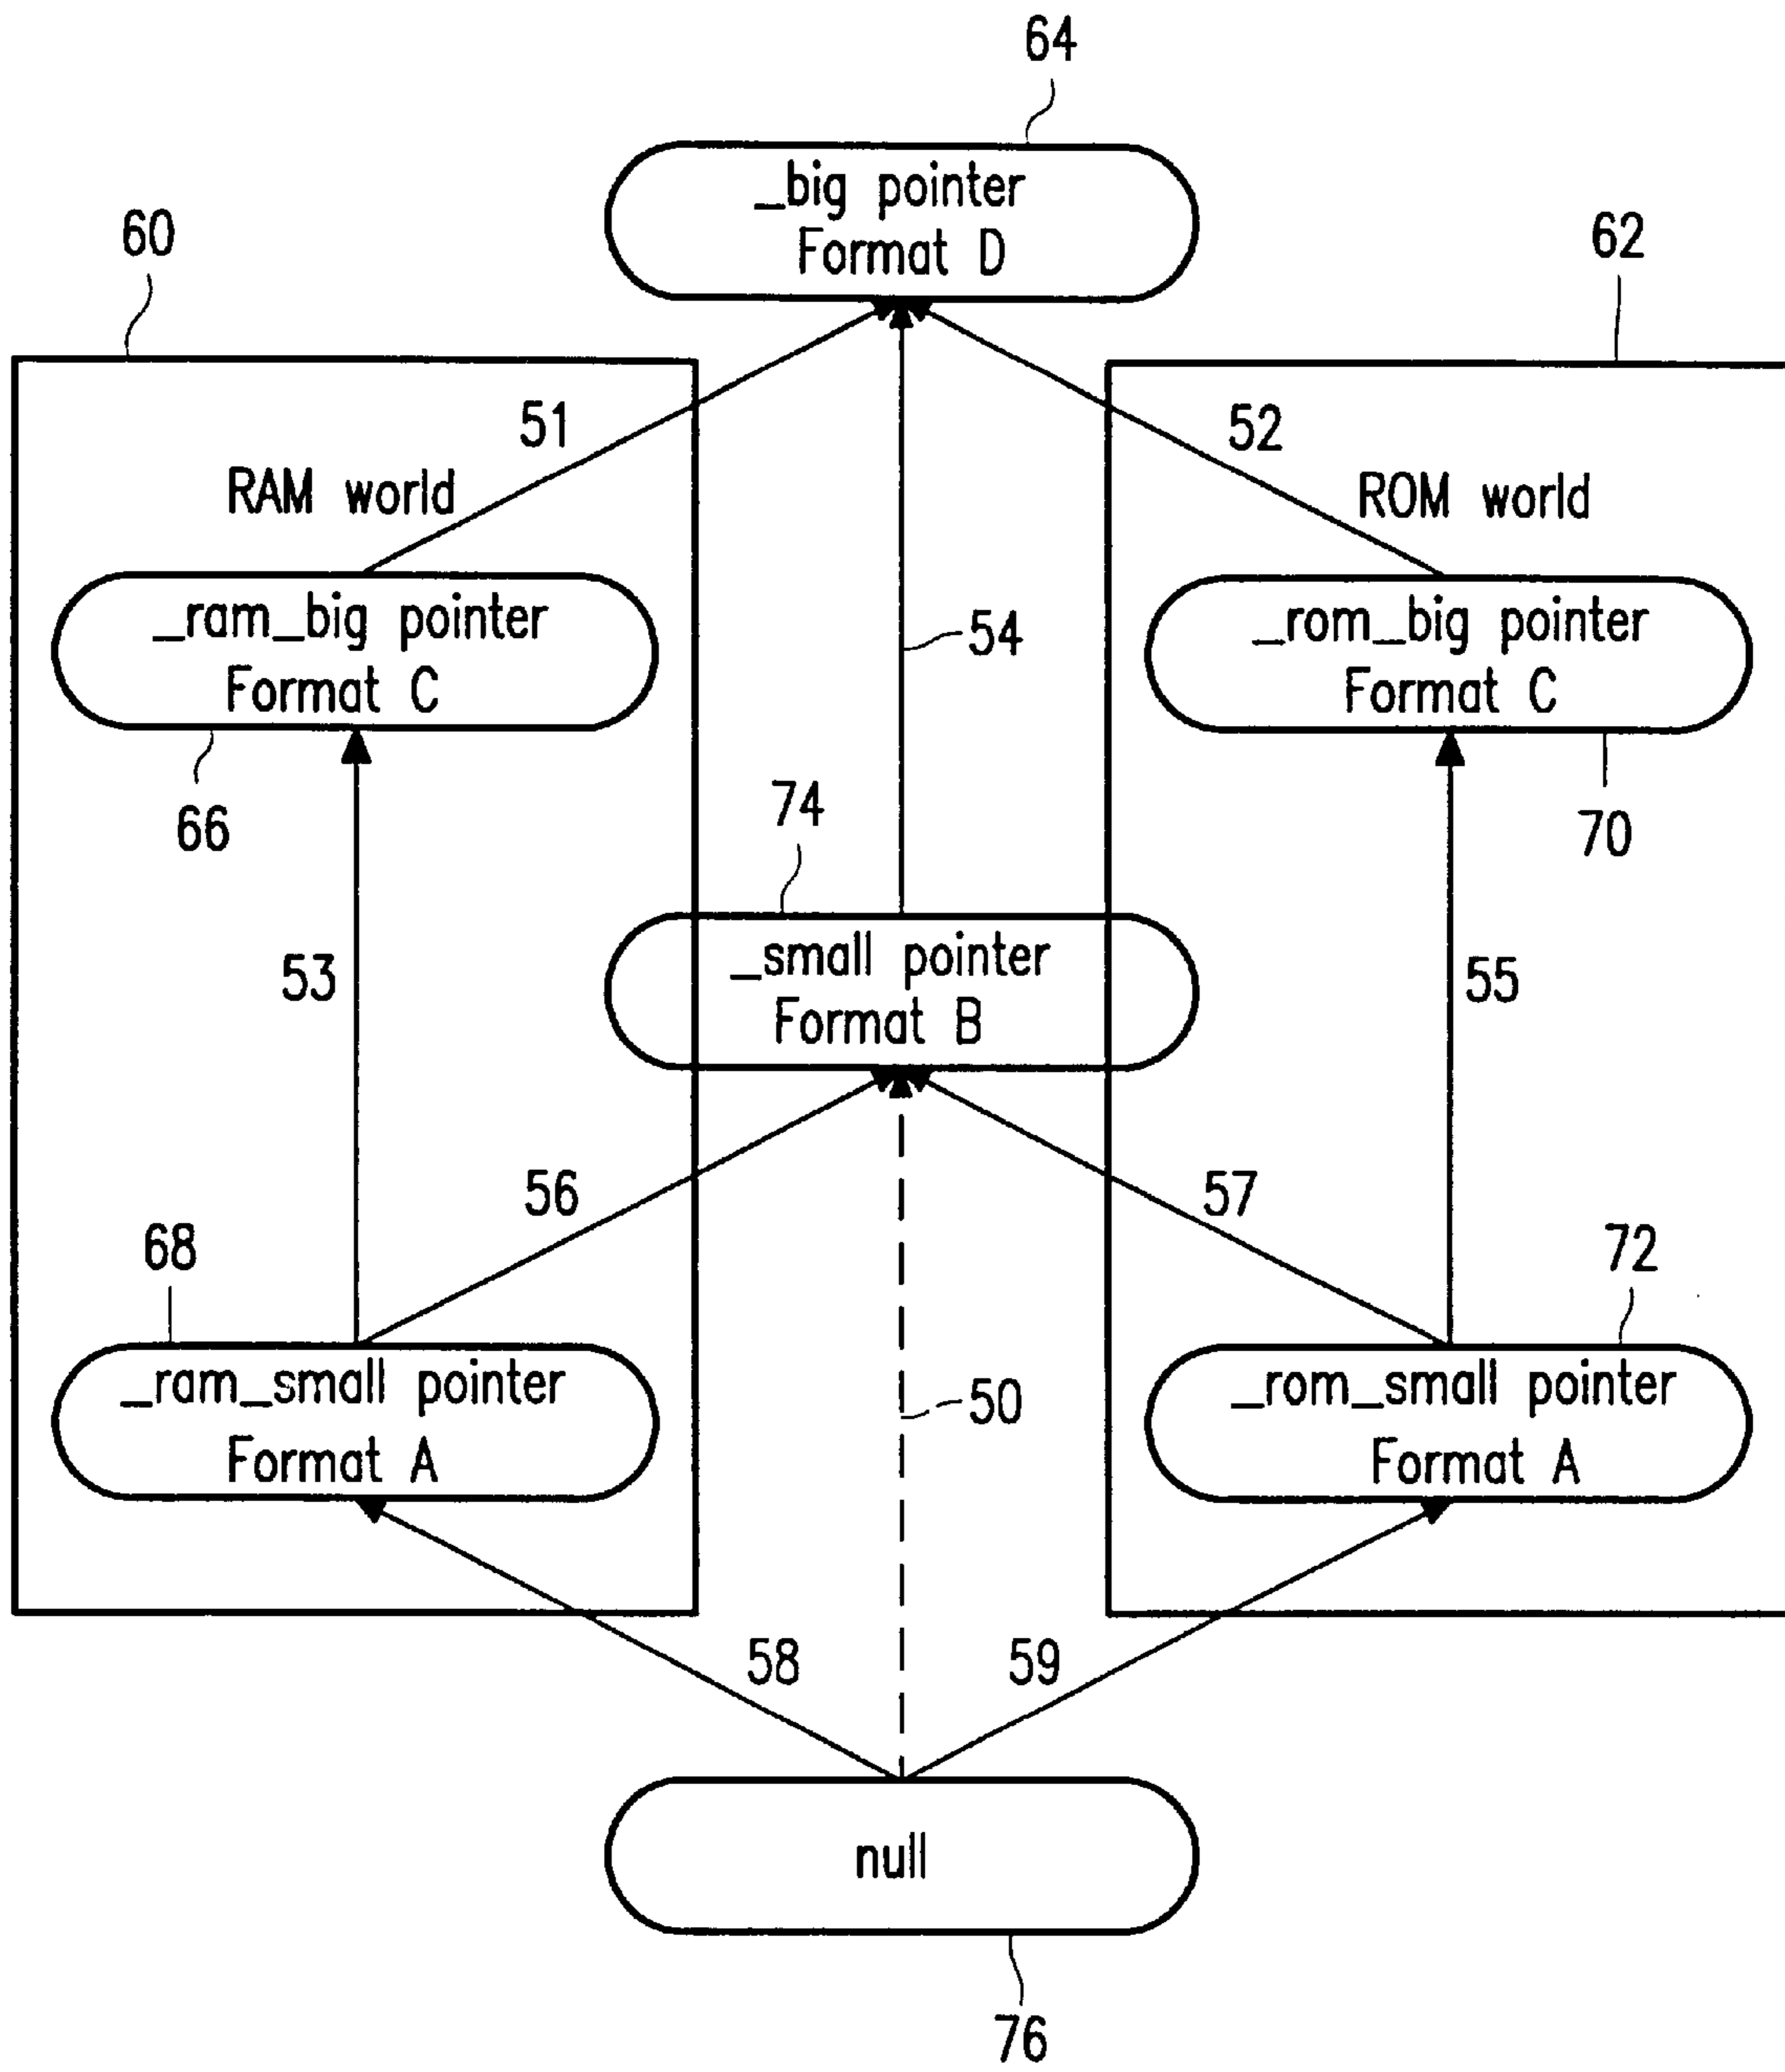 64
_big pointer
Format D
60
62
51
52
RAM world
ROM world
_ram_big pointer
Format C
_rom_big pointer
Format C
54
66
74
70
_small pointer
Format B
53
55
56
57
68
72
_ram_small pointer
Format A
_rom_small pointer
Format A
50
58
59
null
76